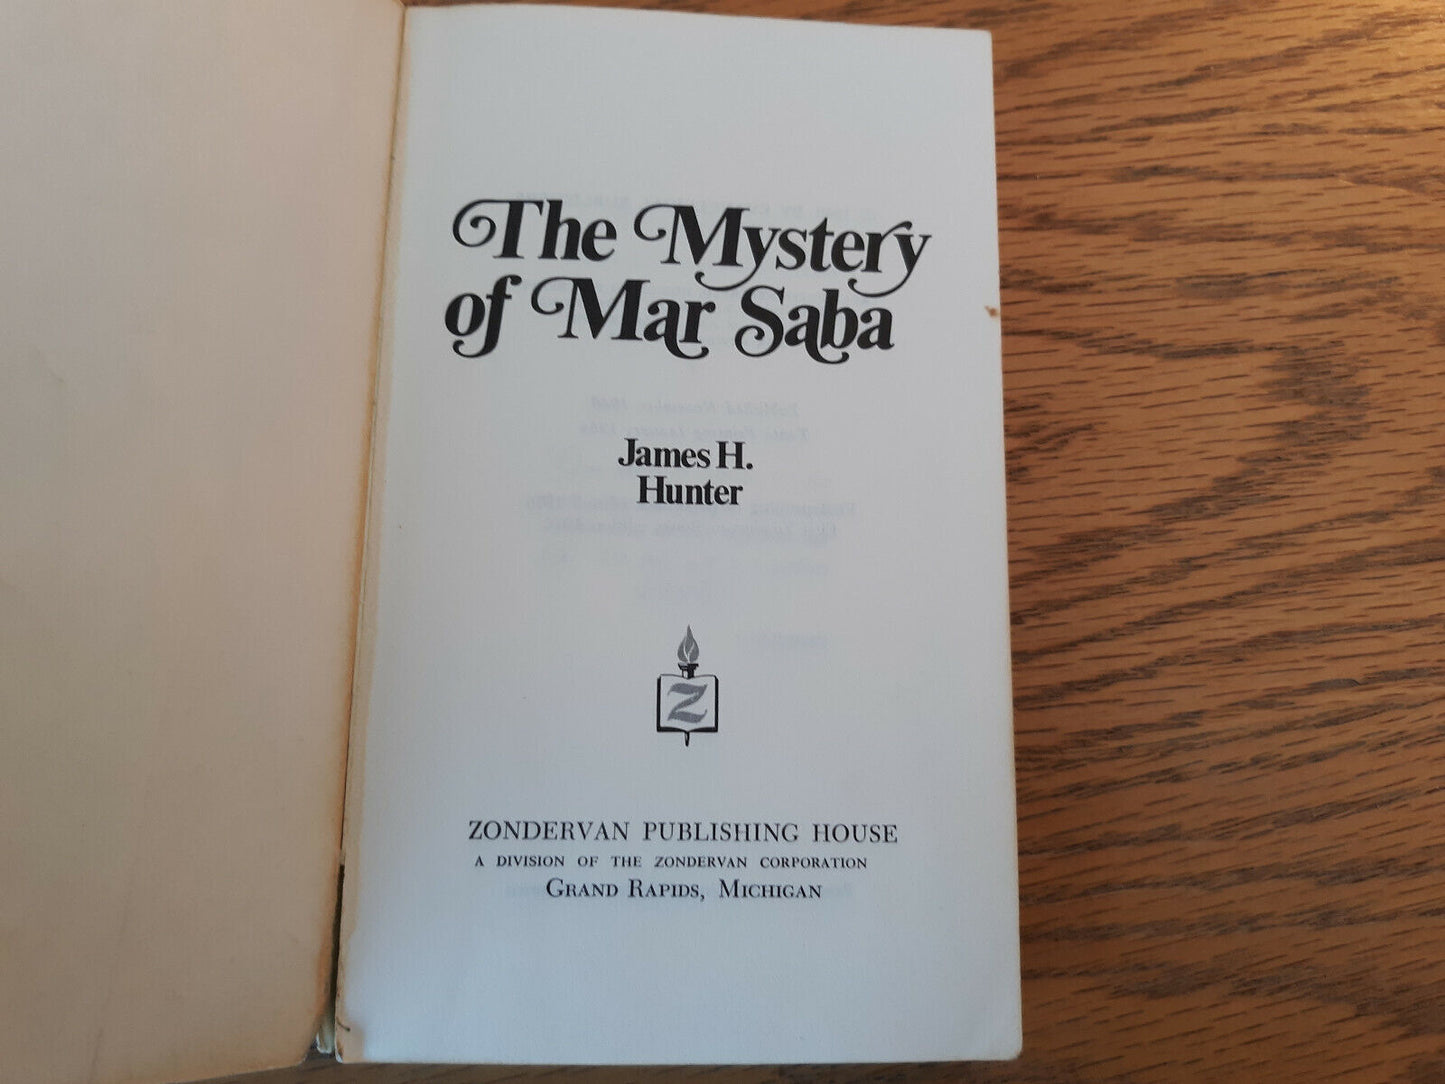 The Mystery
of Mar Saba
James H.
Hunter
Z
ZONDERVAN PUBLISHING HOUSE
A DIVISION OF THE ZONDERVAN CORPORATION
GRAND RAPIDS, MICHIGAN